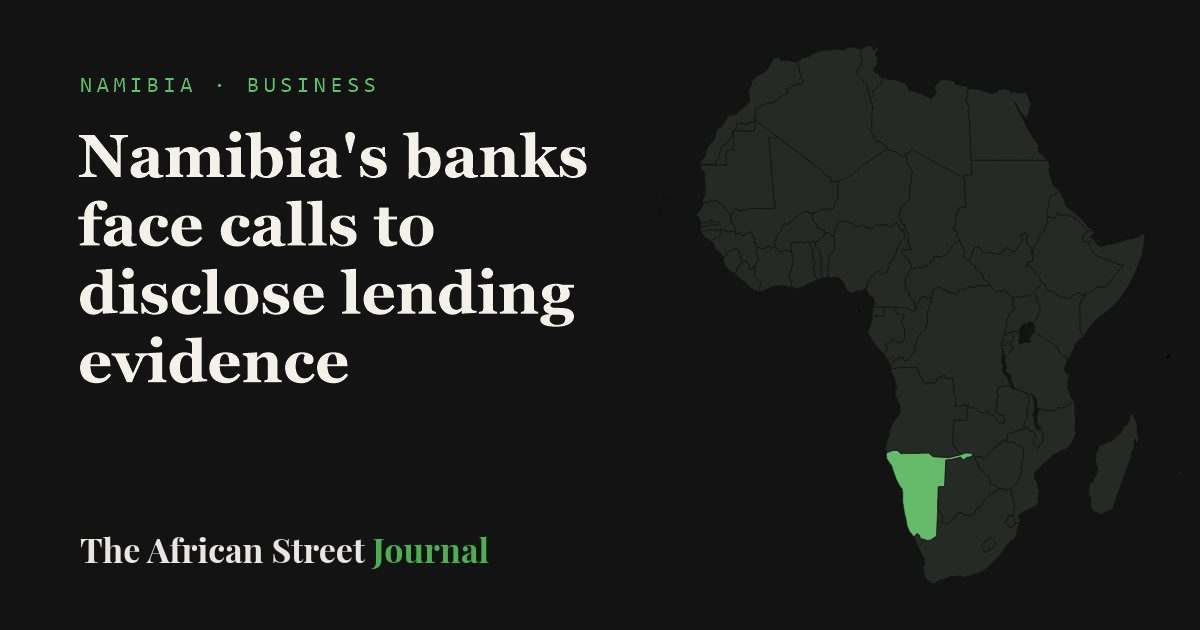 NAMIBIA · BUSINESS
Namibia's banks
face calls to
disclose lending
evidence
The African Street Journal